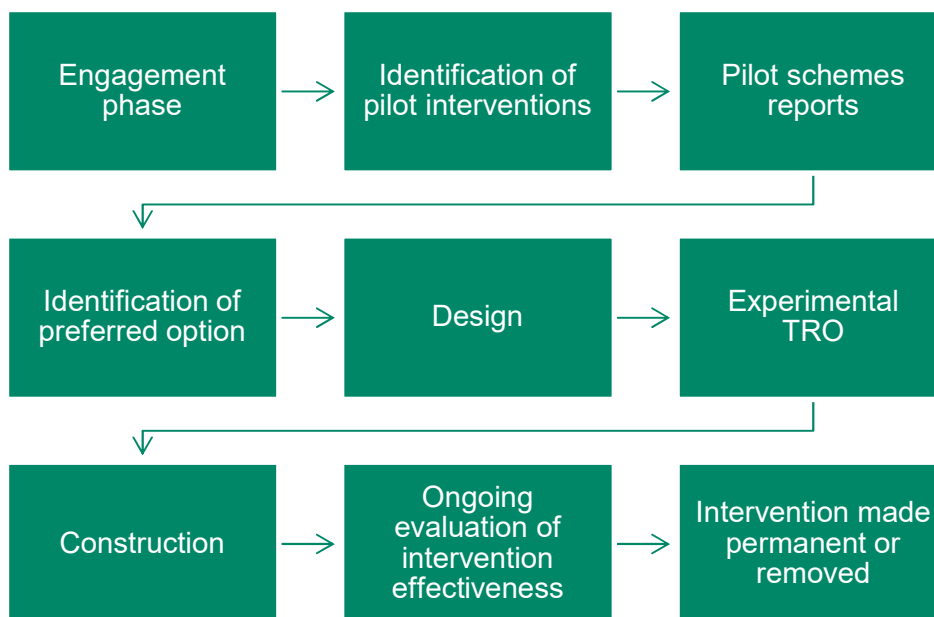 Engagement
phase
Identification of
pilot interventions
Pilot schemes
reports
Identification of
preferred option
Design
Experimental
TRO
Construction
Ongoing
evaluation of
intervention
effectiveness
Intervention made
permanent or
removed